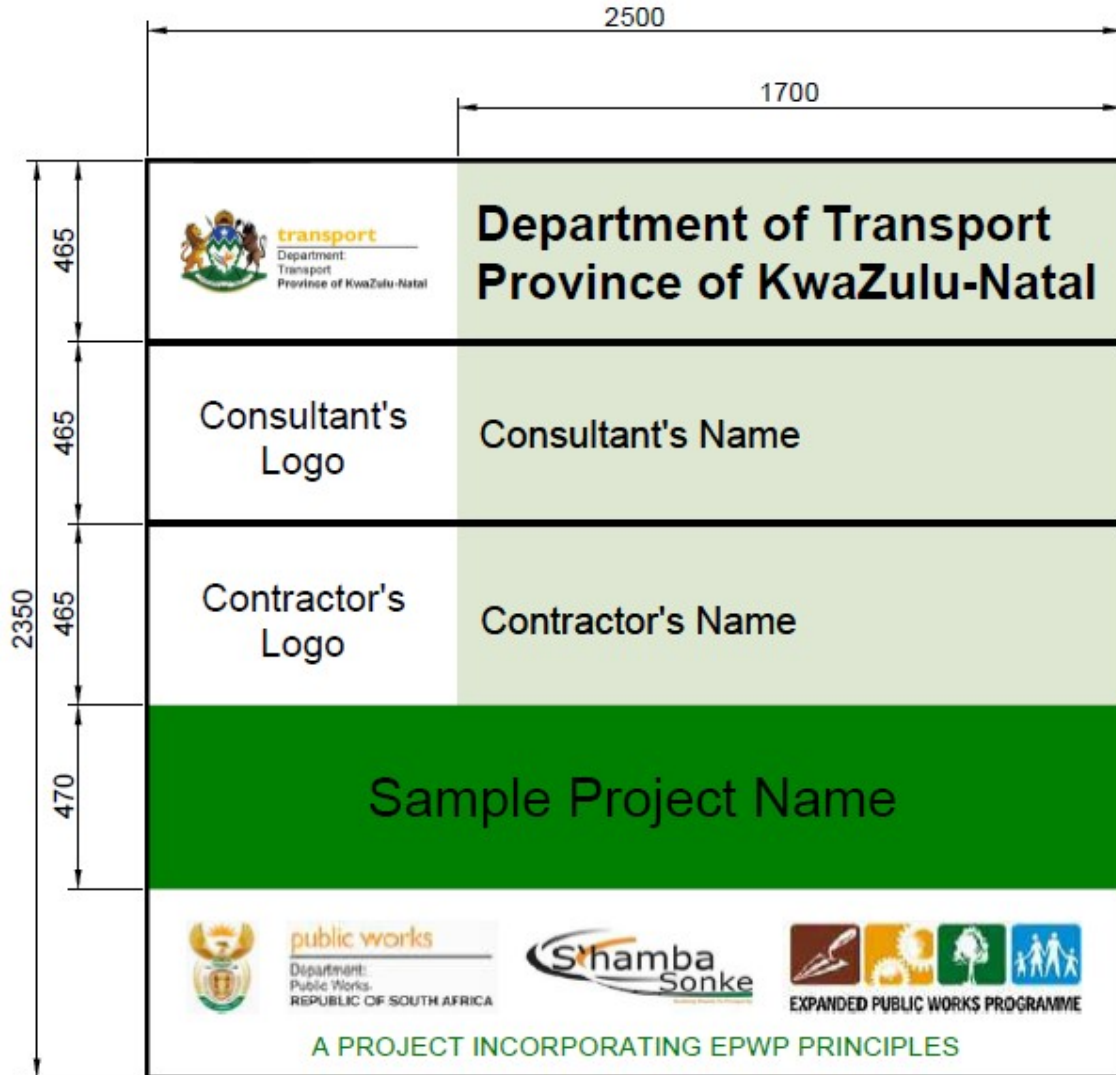 2500
1700
465
transport
Department:
Transport
Province of KwaZulu-Natal
Department of Transport
Province of KwaZulu-Natal
465
Consultant's
Logo
Consultant's Name
2350
465
Contractor's
Logo
Contractor's Name
470
Sample Project Name
public works
Department:
Public Works
REPUBLIC OF SOUTH AFRICA
S'hamba
Sonke
EXPANDED PUBLIC WORKS PROGRAMME
A PROJECT INCORPORATING EPWP PRINCIPLES